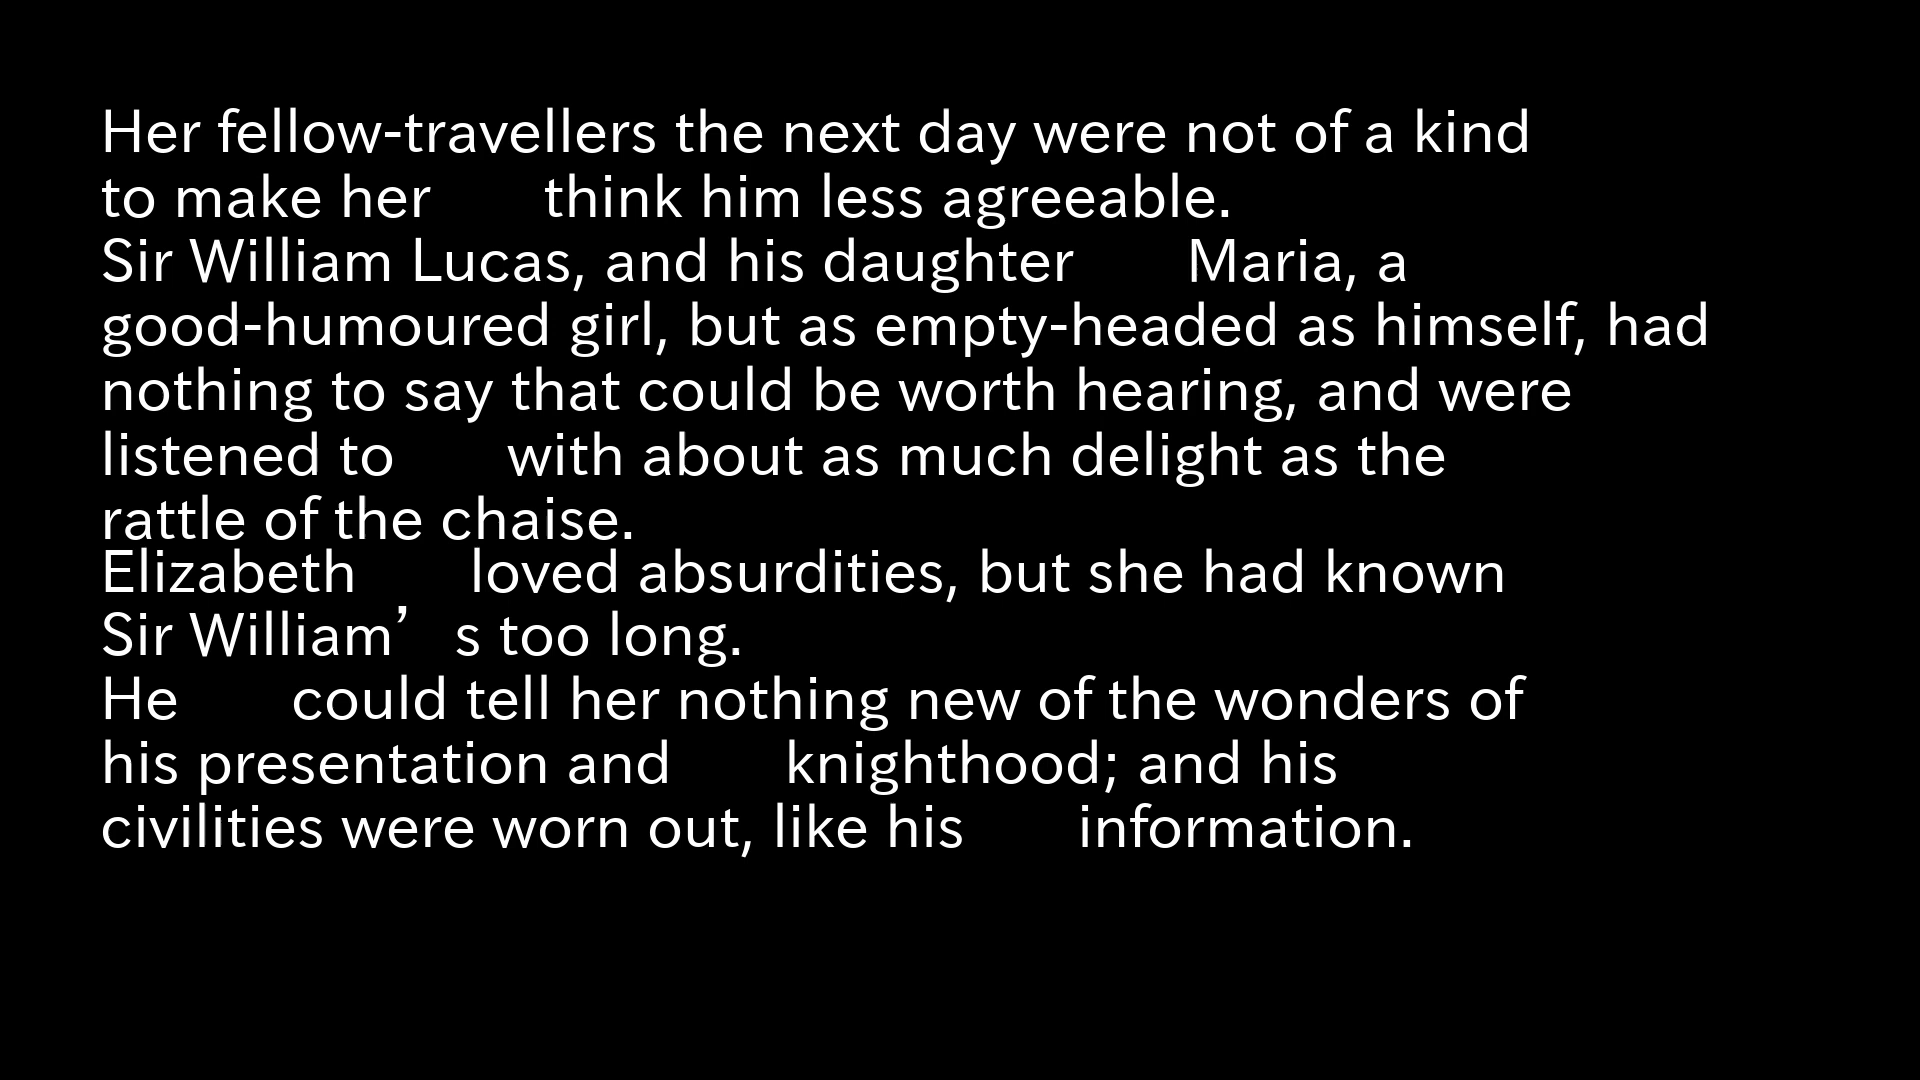 Her fellow-travellers the next day were not of a kind
to make her think him less agreeable.
Sir William Lucas, and his daughter Maria, a
good-humoured girl, but as empty-headed as himself, had
nothing to say that could be worth hearing, and were
listened to with about as much delight as the
rattle of the chaise.
Elizabeth loved absurdities, but she had known
Sir William’s too long.
He could tell her nothing new of the wonders of
his presentation and knighthood; and his
civilities were worn out, like his information.